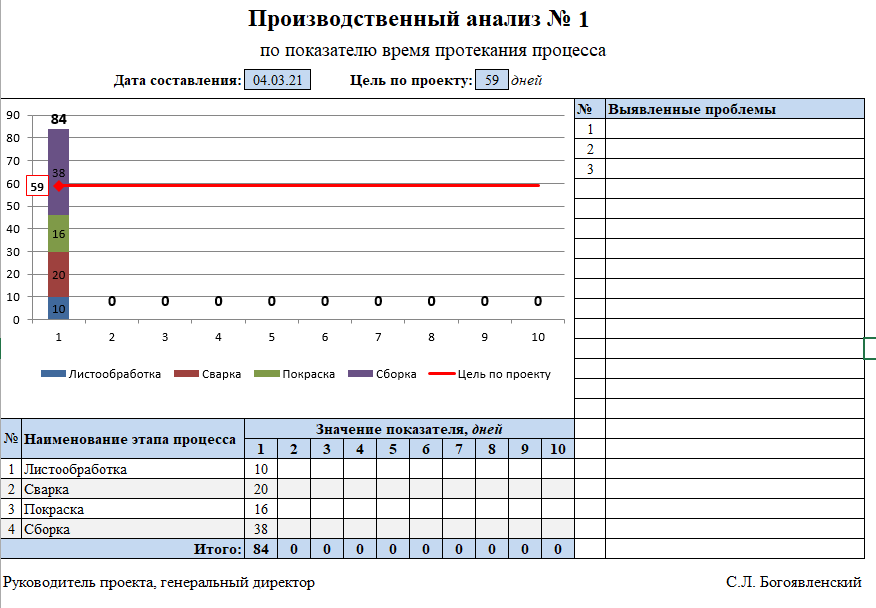 Производственный анализ № 1
по показателю время протекания процесса
Дата составления: 04.03.21 Цель по проекту: 59 дней
90
80
70
60
50
40
30
20
10
0
84
38
59
16
20
10
0 0 0 0 0 0 0 0 0
1 2 3 4 5 6 7 8 9 10
Листообработка Сварка Покраска Сборка Цель по проекту
№ Выявленные проблемы
1
2
3
№ Наименование этапа процесса Значение показателя, дней
1 2 3 4 5 6 7 8 9 10
1 Листообработка 10
2 Сварка 20
3 Покраска 16
4 Сборка 38
Итого: 84 0 0 0 0 0 0 0 0 0
Руководитель проекта, генеральный директор С.Л. Богоявленский